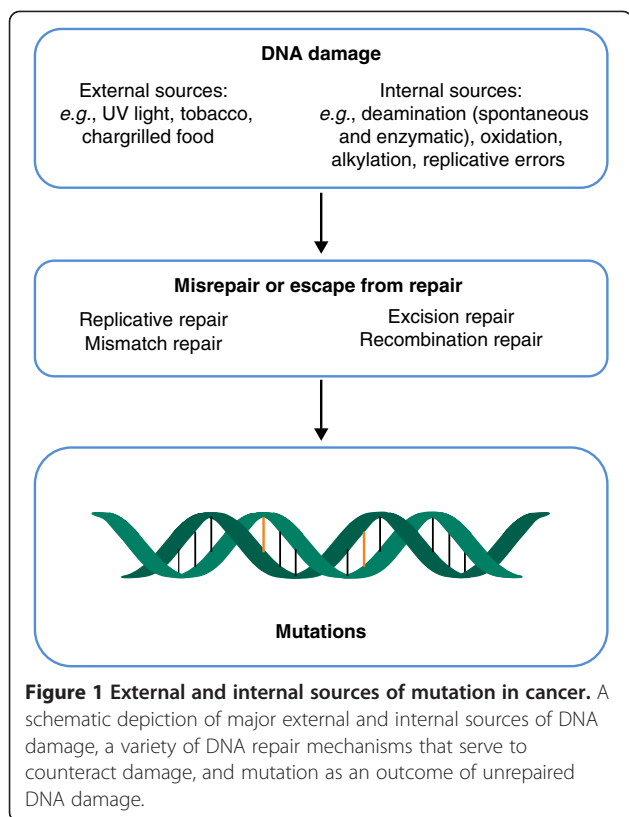 DNA damage
External sources:
e.g., UV light, tobacco,
chargrilled food
Internal sources:
e.g., deamination (spontaneous
and enzymatic), oxidation,
alkylation, replicative errors
Misrepair or escape from repair
Replicative repair
Mismatch repair
Excision repair
Recombination repair
Mutations
Figure 1 External and internal sources of mutation in cancer. A
schematic depiction of major external and internal sources of DNA
damage, a variety of DNA repair mechanisms that serve to
counteract damage, and mutation as an outcome of unrepaired
DNA damage.